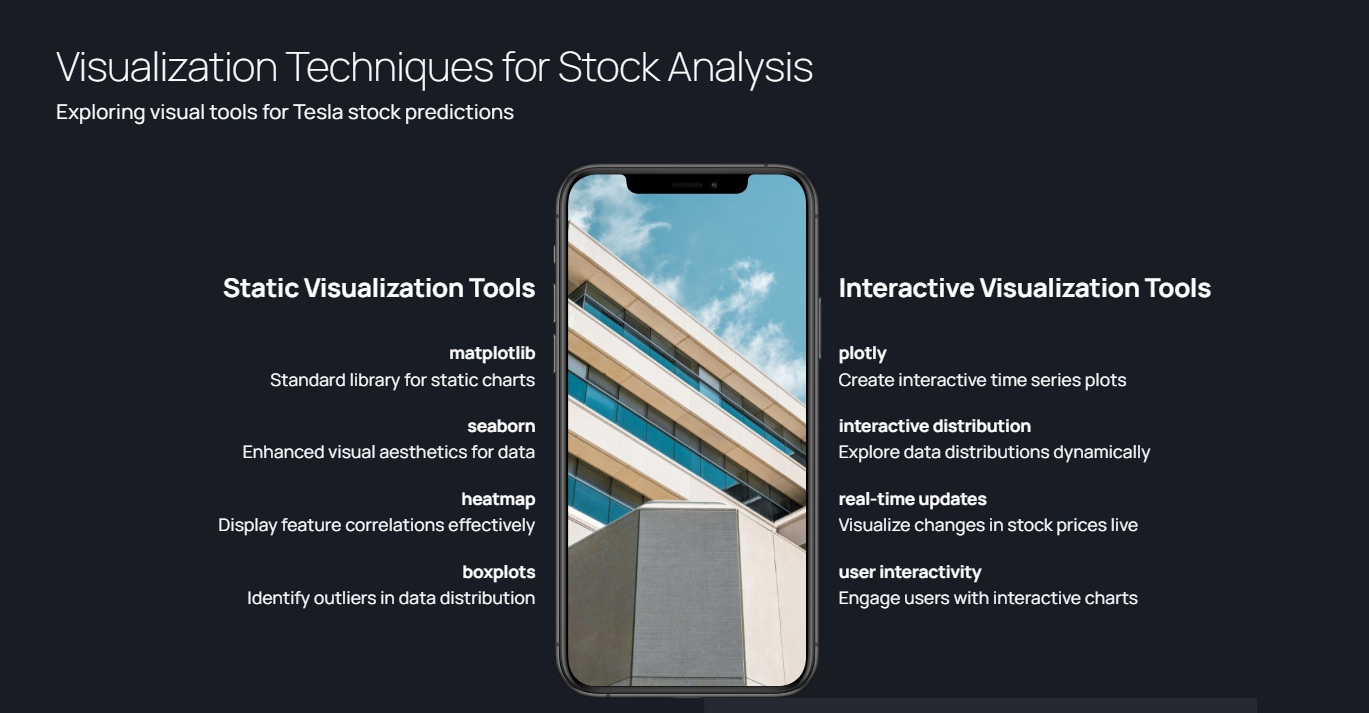 Visualization Techniques for Stock Analysis
Exploring visual tools for Tesla stock predictions
Static Visualization Tools
matplotlib
Standard library for static charts
seaborn
Enhanced visual aesthetics for data
heatmap
Display feature correlations effectively
boxplots
Identify outliers in data distribution
Interactive Visualization Tools
plotly
Create interactive time series plots
interactive distribution
Explore data distributions dynamically
real-time updates
Visualize changes in stock prices live
user interactivity
Engage users with interactive charts